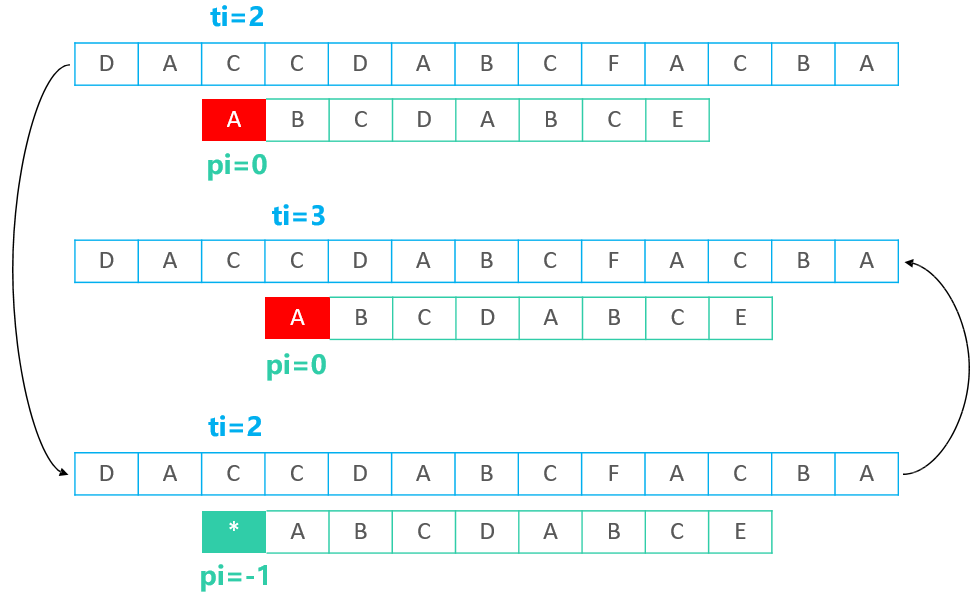 ti=2
D A C C D A B C F A C B A
A B C D A B C E
pi=0
ti=3
D A C C D A B C F A C B A
A B C D A B C E
pi=0
ti=2
D A C C D A B C F A C B A
* A B C D A B C E
pi=-1